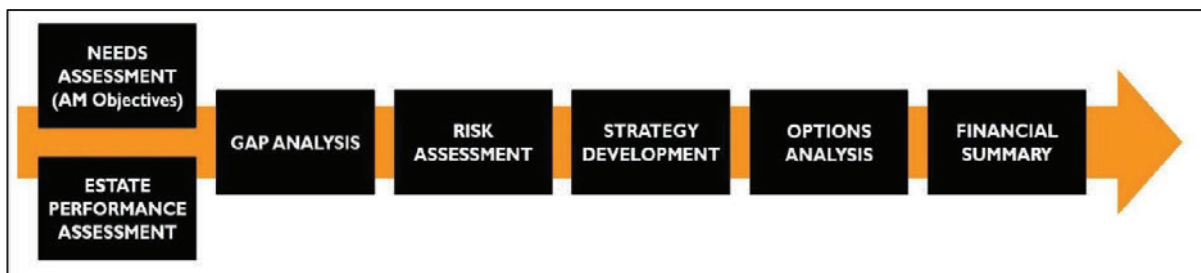 NEEDS
ASSESSMENT
(AM Objectives)
ESTATE
PERFORMANCE
ASSESSMENT
GAP ANALYSIS
RISK
ASSESSMENT
STRATEGY
DEVELOPMENT
OPTIONS
ANALYSIS
FINANCIAL
SUMMARY